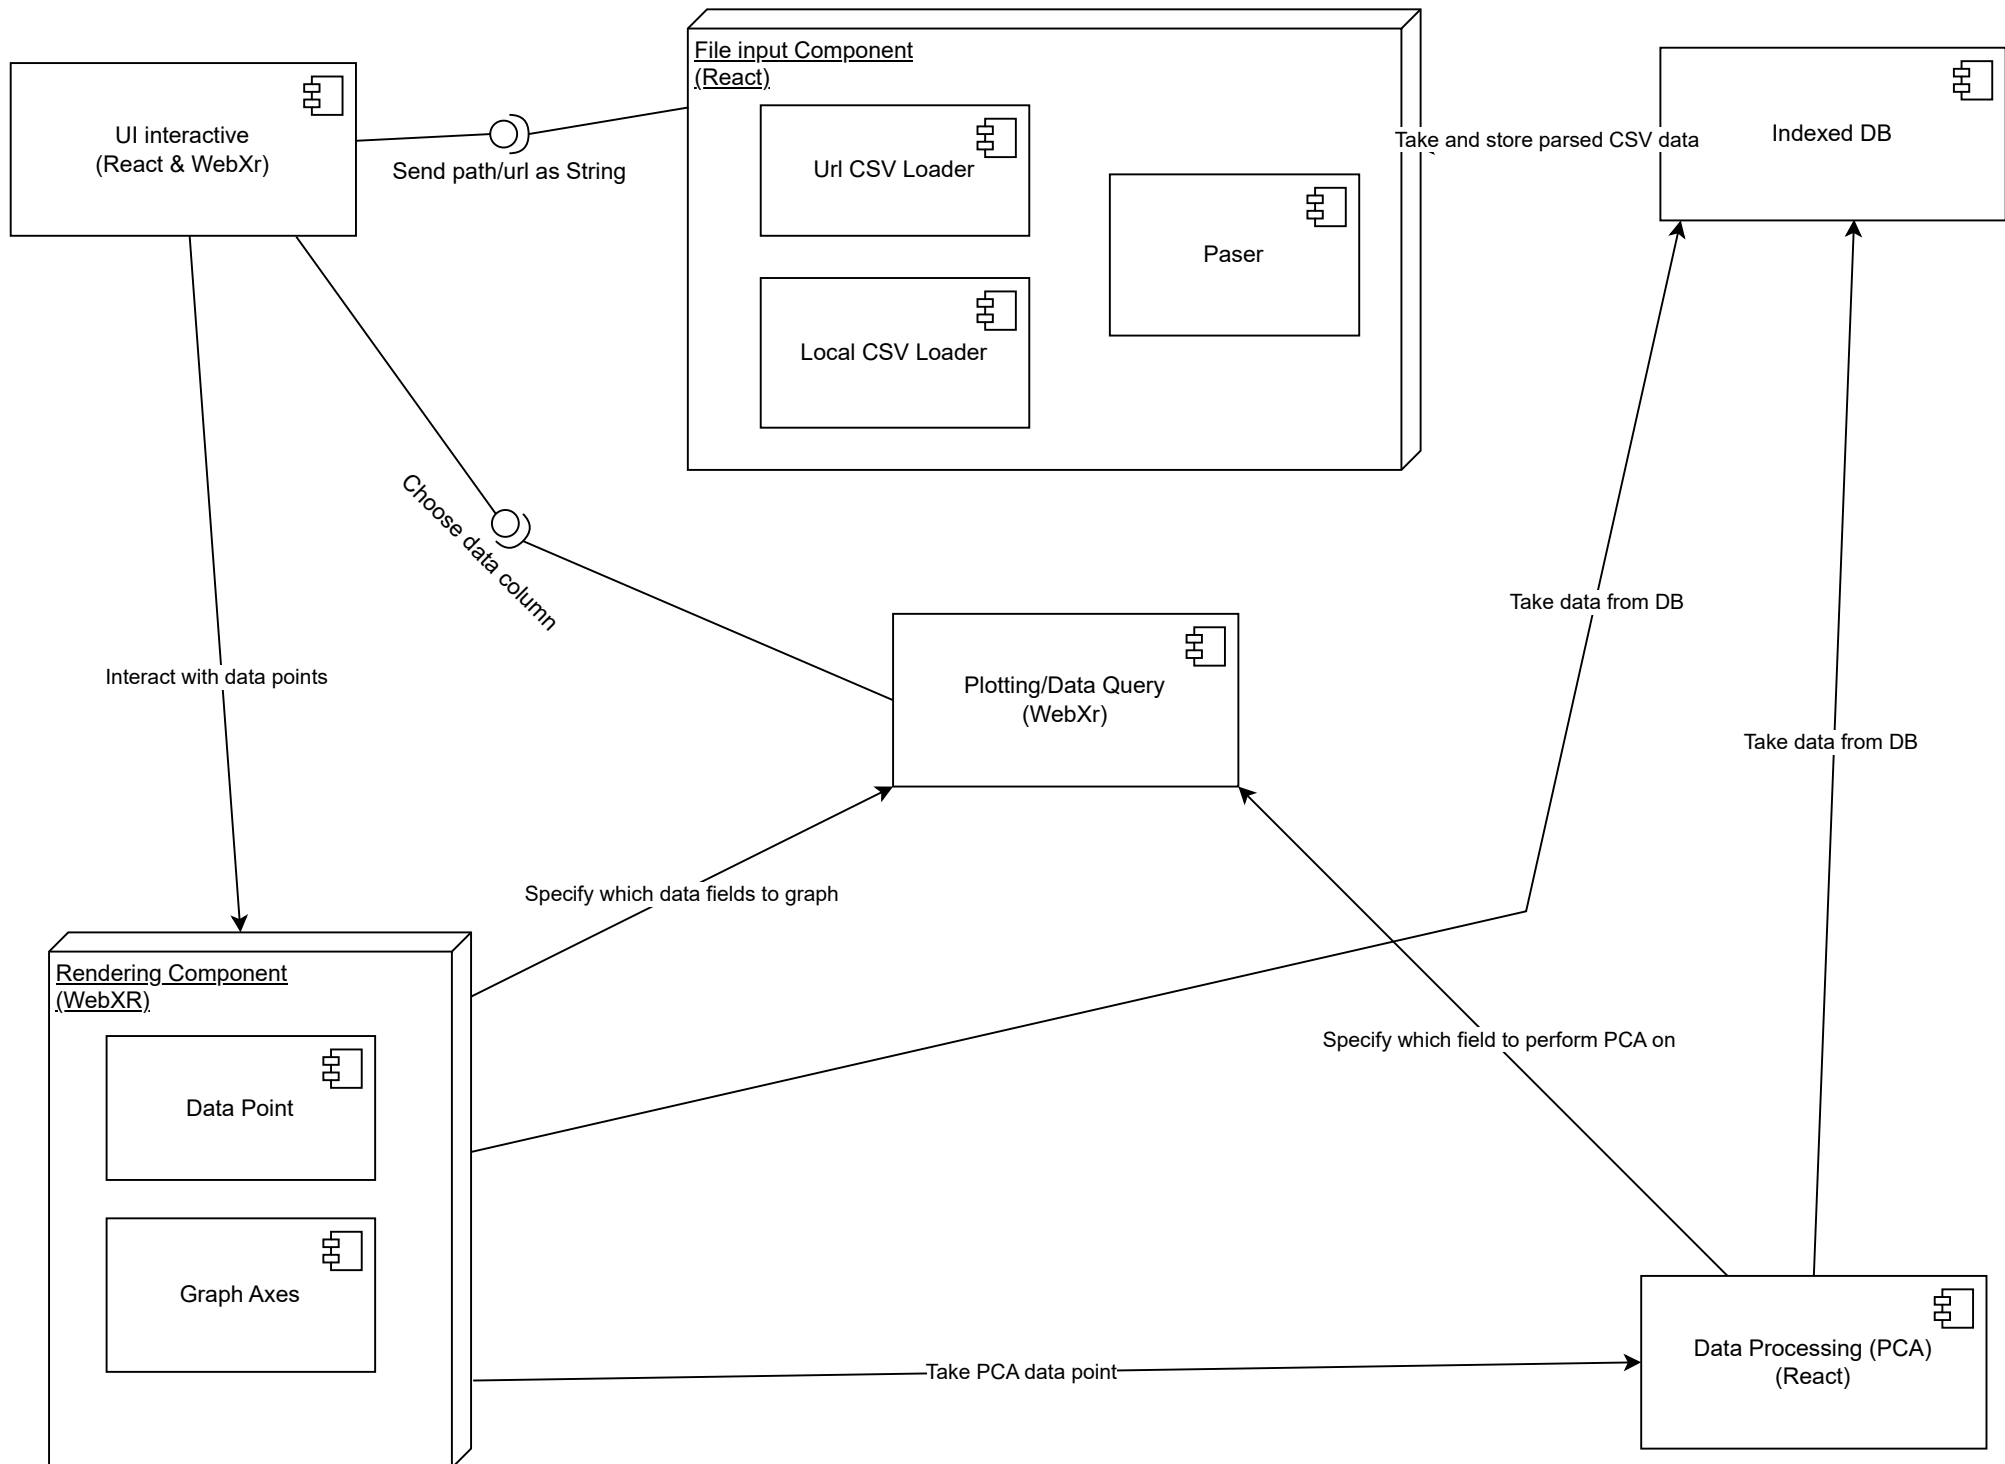 File input Component
(React)
UI interactive
(React & WebXr)
Send path/url as String
Url CSV Loader
Take and store parsed CSV data
Indexed DB
Paser
Local CSV Loader
Choose data column
Take data from DB
Interact with data points
Plotting/Data Query
(WebXr)
Take data from DB
Specify which data fields to graph
Rendering Component
(WebXR)
Specify which field to perform PCA on
Data Point
Graph Axes
Take PCA data point
Data Processing (PCA)
(React)